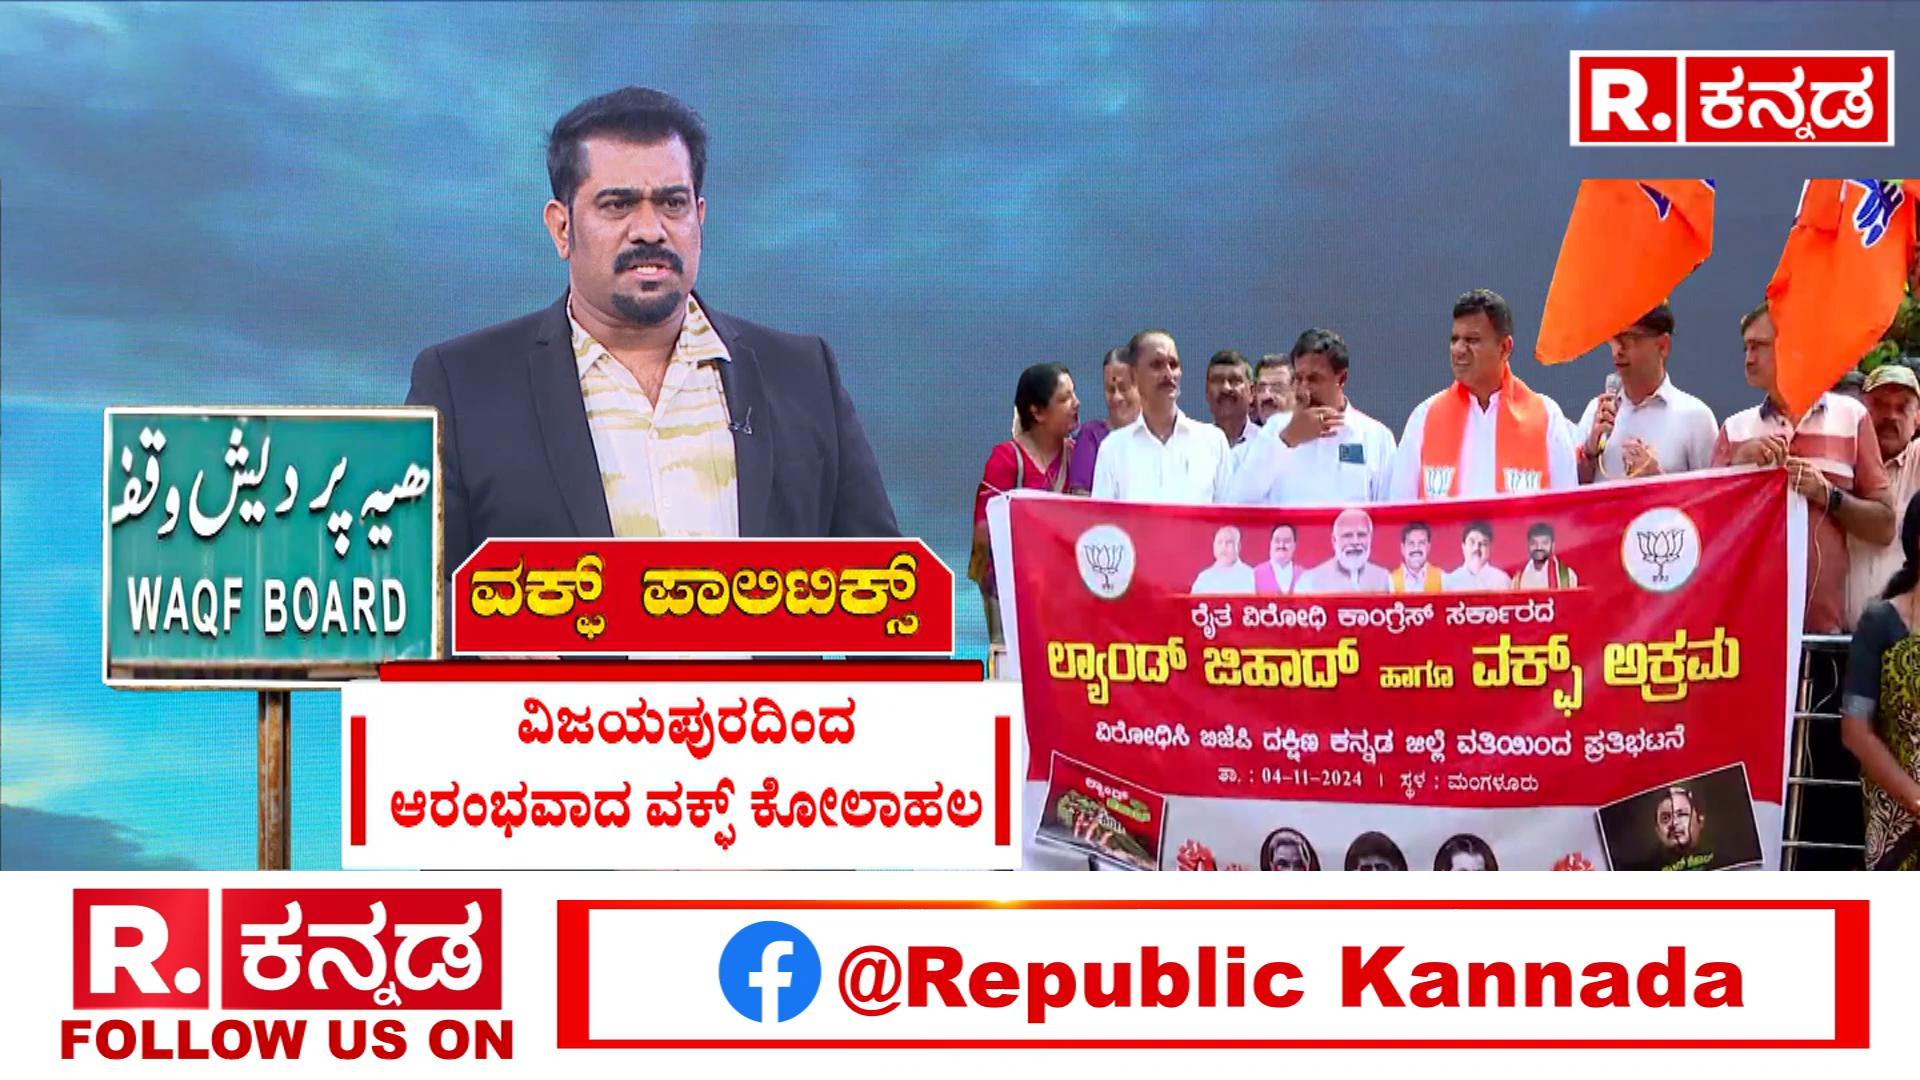 R. ಕನ್ನಡ
ھیہ پردیش وقف
WAQF BOARD
ವಕ್ಫ್ ಪಾಲಿಟಿಕ್ಸ್
ವಿಜಯಪುರದಿಂದ
ಆರಂಭವಾದ ವಕ್ಫ್ ಕೋಲಾಹಲ
ರೈತ ವಿರೋಧಿ ಕಾಂಗ್ರೆಸ್ ಸರ್ಕಾರದ
ಲ್ಯಾಂಡ್ ಜಿಹಾದ್ ಹಾಗೂ ವಕ್ಫ್ ಅಕ್ರಮ
ವಿರೋಧಿಸಿ ಬಿಜೆಪಿ ದಕ್ಷಿಣ ಕನ್ನಡ ಜಿಲ್ಲೆ ವತಿಯಿಂದ ಪ್ರತಿಭಟನೆ
ತಾ. : 04-11-2024 | ಸ್ಥಳ : ಮಂಗಳೂರು
ಲ್ಯಾಂಡ್
R. ಕನ್ನಡ
FOLLOW US ON
@Republic Kannada